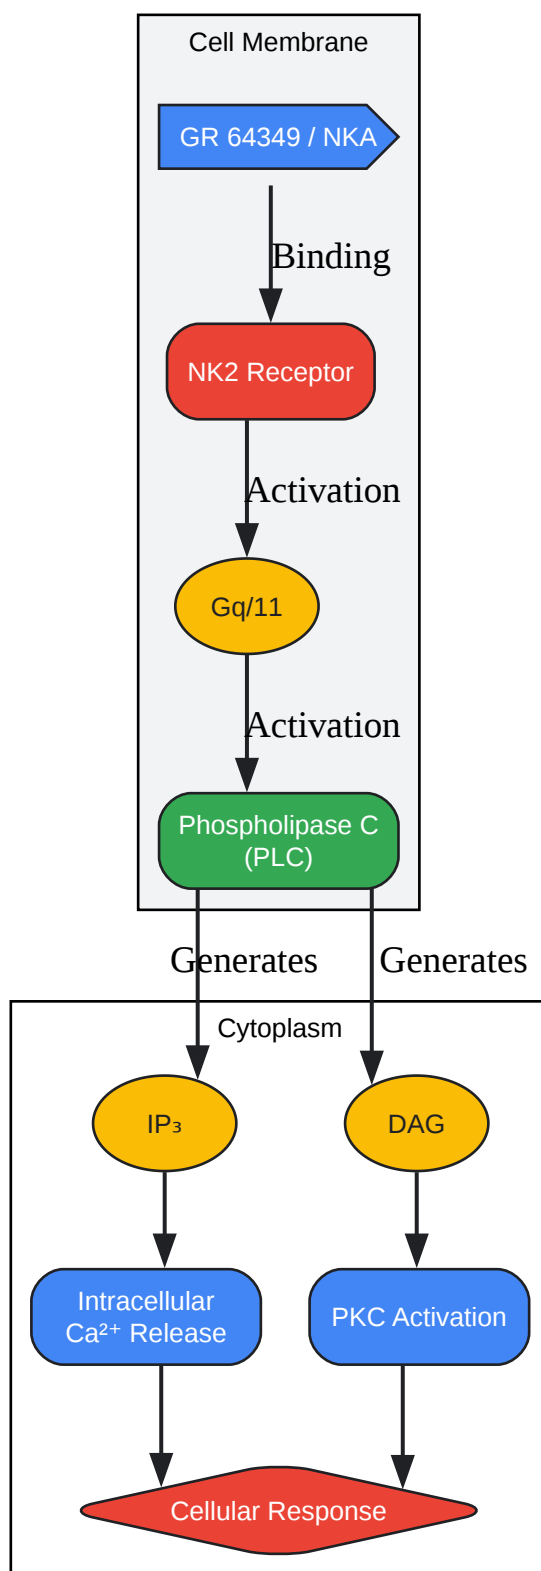 Cell Membrane
GR 64349 / NKA
Binding
NK2 Receptor
Activation
Gq/11
Activation
Phospholipase C
(PLC)
Generates
Generates
Cytoplasm
IP₃
DAG
Intracellular
Ca²⁺ Release
PKC Activation
Cellular Response